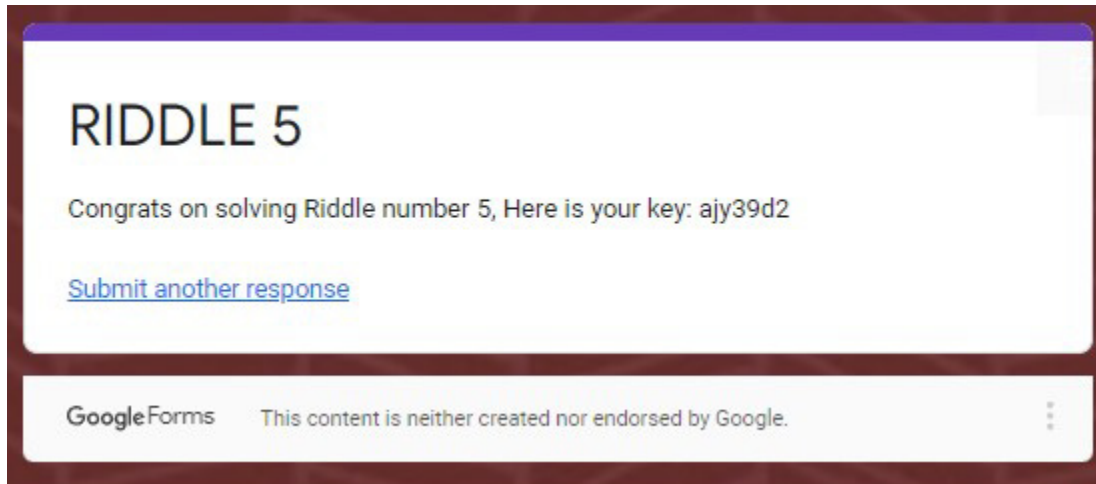 RIDDLE 5
Congrats on solving Riddle number 5, Here is your key: ajy39d2
Submit another response
Google Forms This content is neither created nor endorsed by Google.